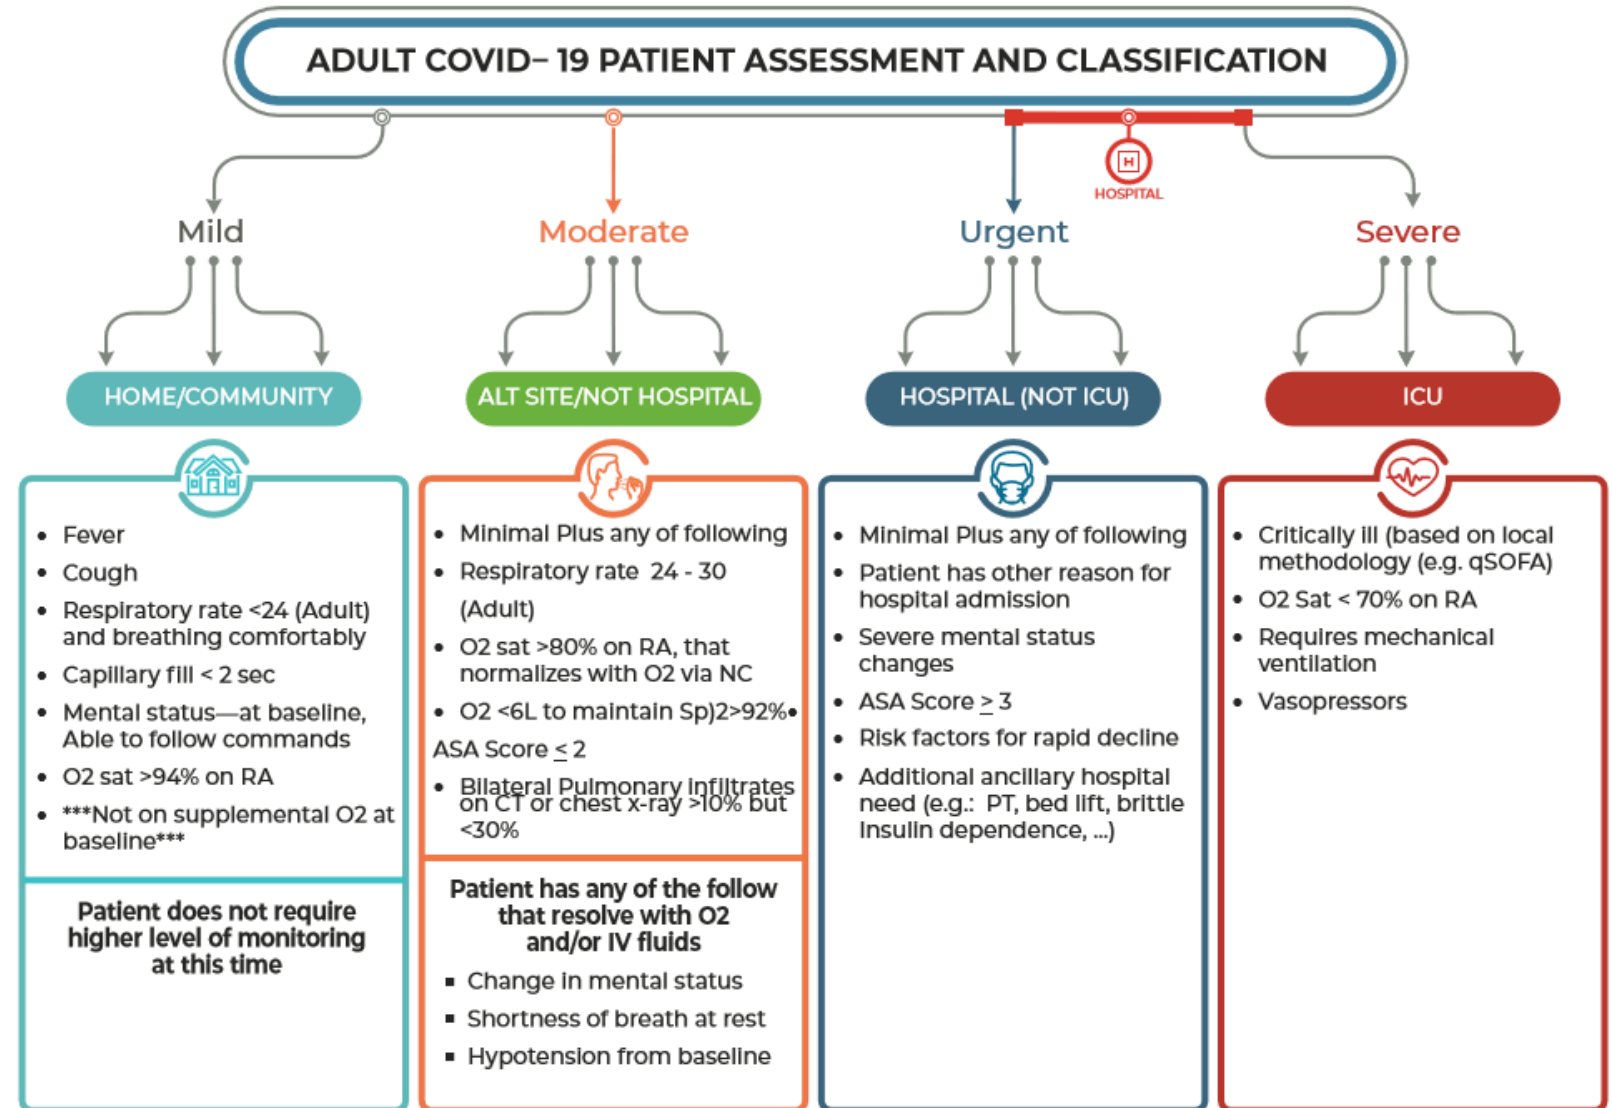 ADULT COVID– 19 PATIENT ASSESSMENT AND CLASSIFICATION
H
HOSPITAL
Mild
Moderate
Urgent
Severe
HOME/COMMUNITY
ALT SITE/NOT HOSPITAL
HOSPITAL (NOT ICU)
ICU
• Fever
• Cough
• Respiratory rate <24 (Adult)
and breathing comfortably
• Capillary fill < 2 sec
• Mental status—at baseline,
Able to follow commands
• O2 sat >94% on RA
• ***Not on supplemental O2 at
baseline***
Patient does not require
higher level of monitoring
at this time
• Minimal Plus any of following
• Respiratory rate 24 - 30
(Adult)
• O2 sat >80% on RA, that
normalizes with O2 via NC
• O2 <6L to maintain Sp)2>92%•
ASA Score ≤ 2
• Bilateral Pulmonary infiltrates
on CT or chest x-ray >10% but
<30%
Patient has any of the follow
that resolve with O2
and/or IV fluids
▪ Change in mental status
▪ Shortness of breath at rest
▪ Hypotension from baseline
• Minimal Plus any of following
• Patient has other reason for
hospital admission
• Severe mental status
changes
• ASA Score ≥ 3
• Risk factors for rapid decline
• Additional ancillary hospital
need (e.g.: PT, bed lift, brittle
Insulin dependence, ...)
• Critically ill (based on local
methodology (e.g. qSOFA)
• O2 Sat < 70% on RA
• Requires mechanical
ventilation
• Vasopressors